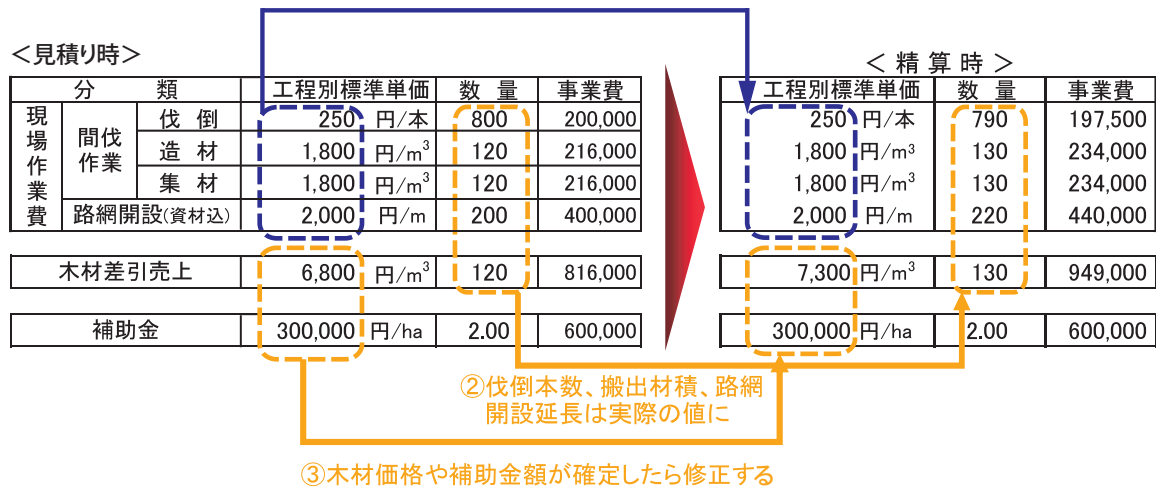 <見積り時>
分 類 工程別標準単価 数 量 事業費
現場作業費 間伐作業 伐 倒 250 円/本 800 200,000
造 材 1,800 円/m³ 120 216,000
集 材 1,800 円/m³ 120 216,000
路網開設(資材込) 2,000 円/m 200 400,000
木材差引売上 6,800 円/m³ 120 816,000
補助金 300,000 円/ha 2.00 600,000
<精 算 時>
工程別標準単価 数 量 事業費
250 円/本 790 197,500
1,800 円/m³ 130 234,000
1,800 円/m³ 130 234,000
2,000 円/m 220 440,000
7,300 円/m³ 130 949,000
300,000 円/ha 2.00 600,000
②伐倒本数、搬出材積、路網
開設延長は実際の値に
③木材価格や補助金額が確定したら修正する